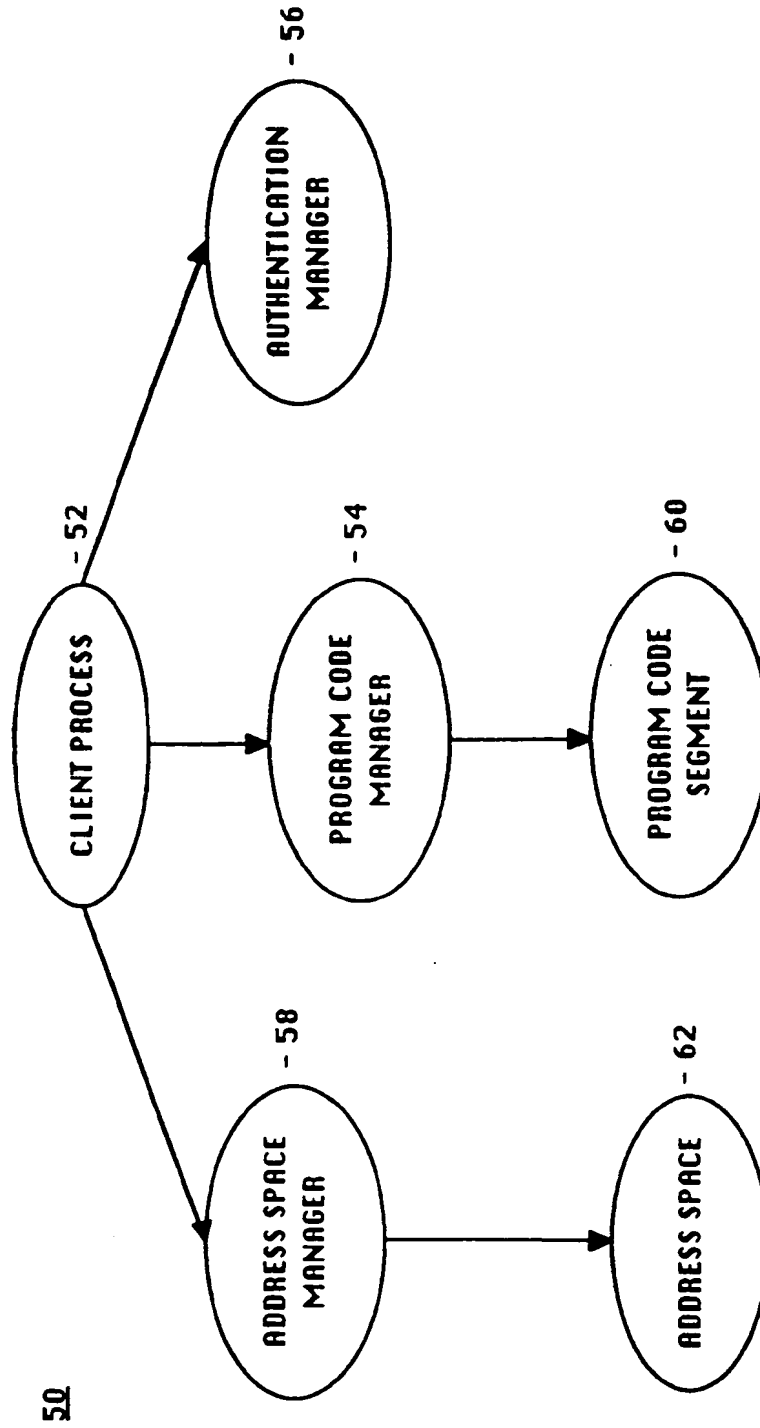 50
CLIENT PROCESS - 52
ADDRESS SPACE
MANAGER
- 58
PROGRAM CODE
MANAGER
- 54
AUTHENTICATION
MANAGER
- 56
ADDRESS SPACE - 62
PROGRAM CODE
SEGMENT
- 60